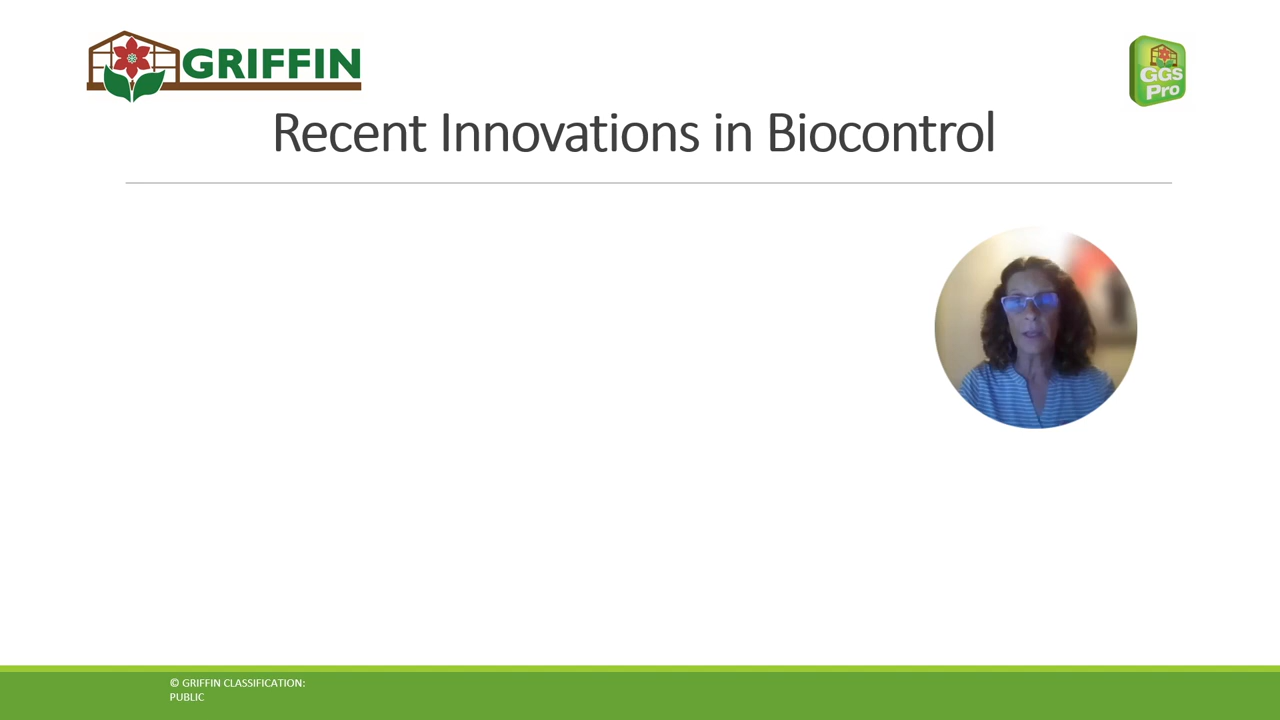 GRIFFIN
GGs
Pro
Recent Innovations in Biocontrol
© GRIFFIN CLASSIFICATION:
PUBLIC